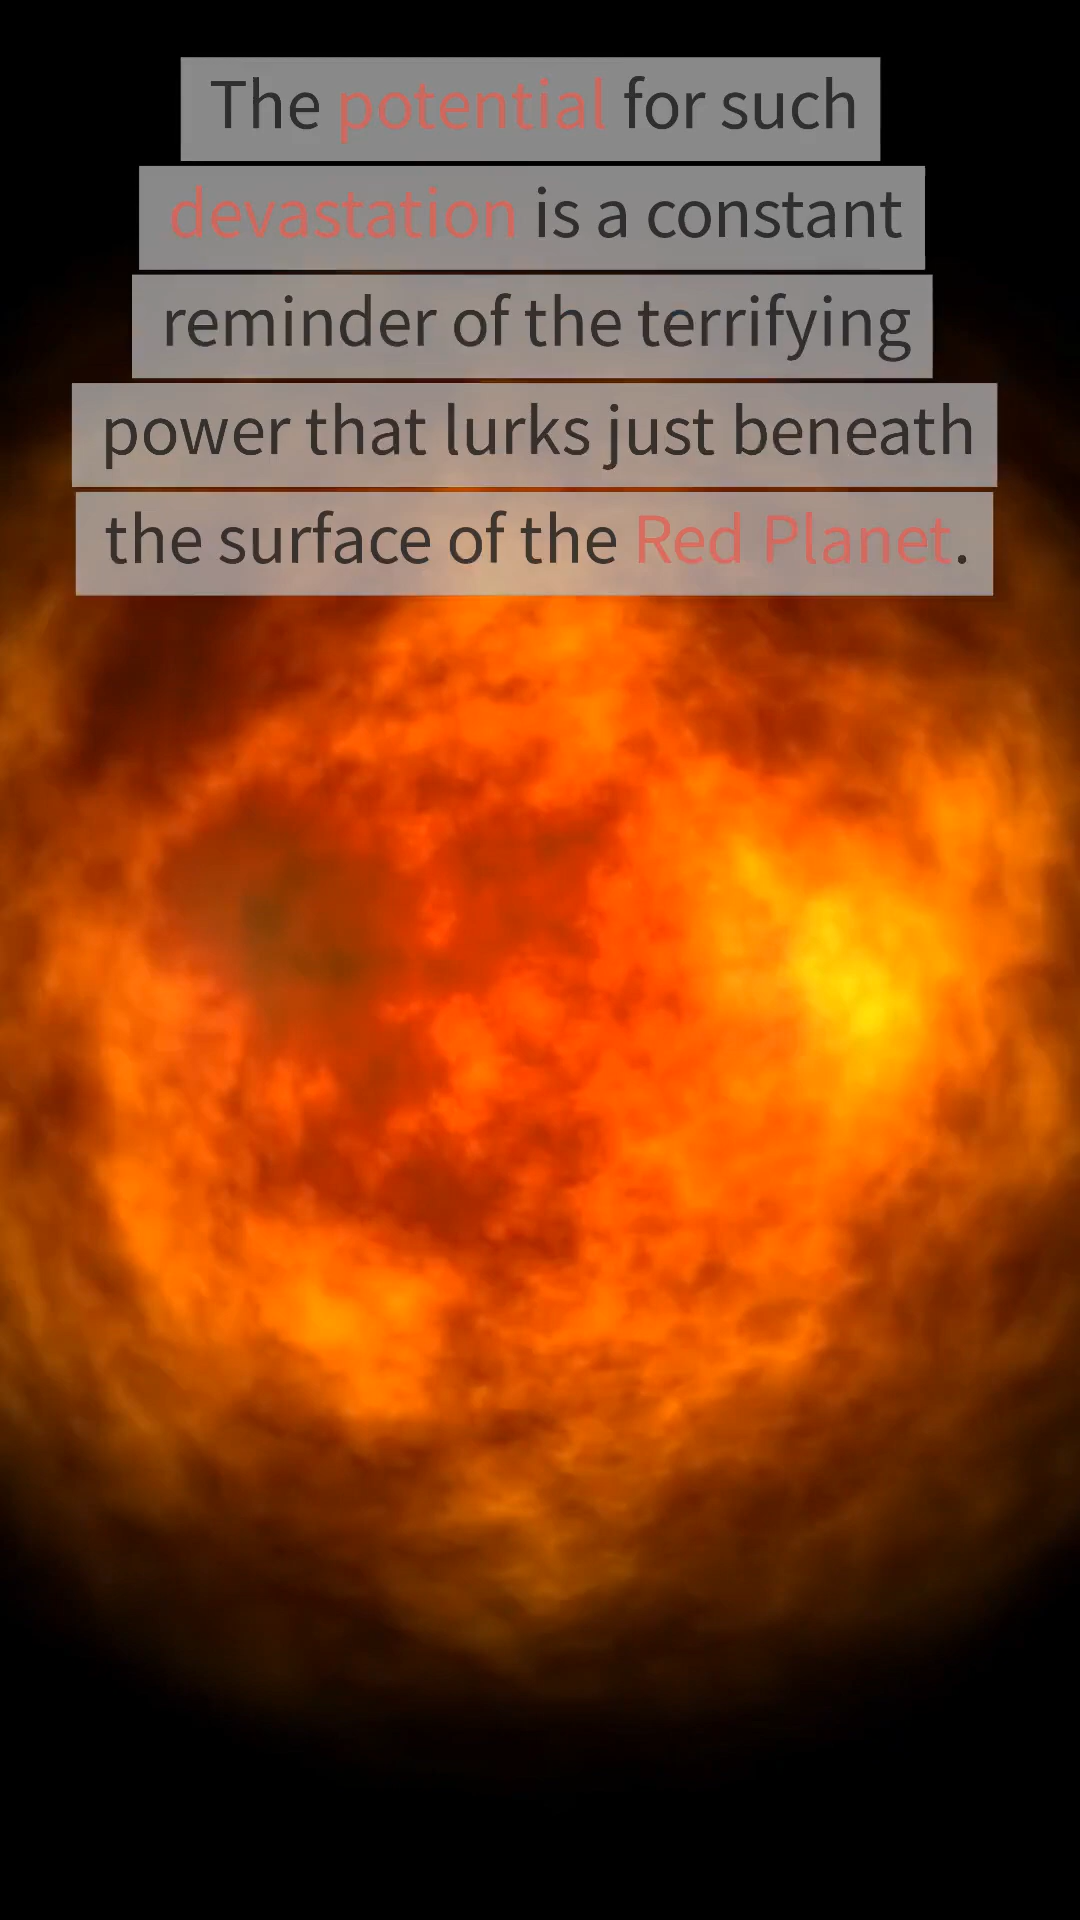 The potential for such
devastation is a constant
reminder of the terrifying
power that lurks just beneath
the surface of the Red Planet.